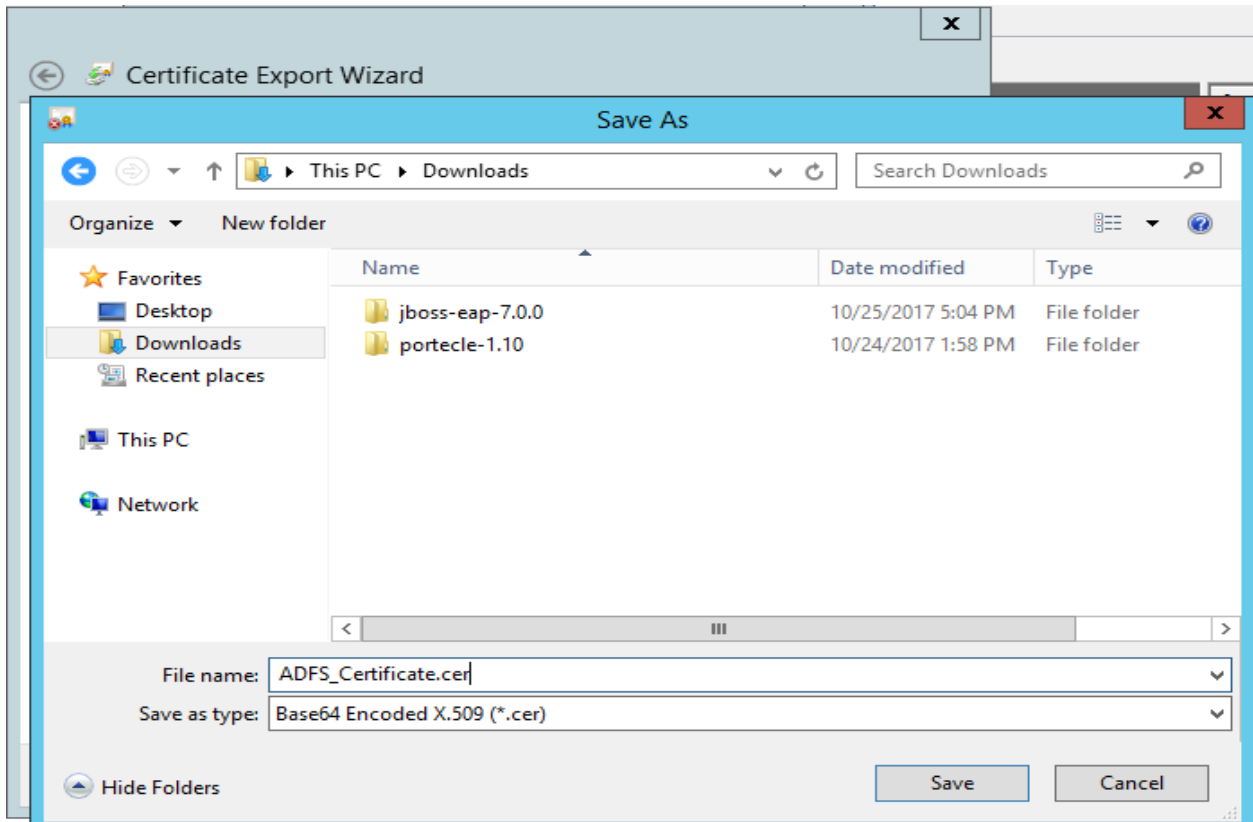 x
Certificate Export Wizard
Save As
x
This PC Downloads
Search Downloads
Organize New folder
Name Date modified Type
Favorites
Desktop
Downloads
Recent places
This PC
Network
jboss-eap-7.0.0 10/25/2017 5:04 PM File folder
portecle-1.10 10/24/2017 1:58 PM File folder
File name: ADFS_Certificate.cer
Save as type: Base64 Encoded X.509 (*.cer)
Hide Folders
Save Cancel